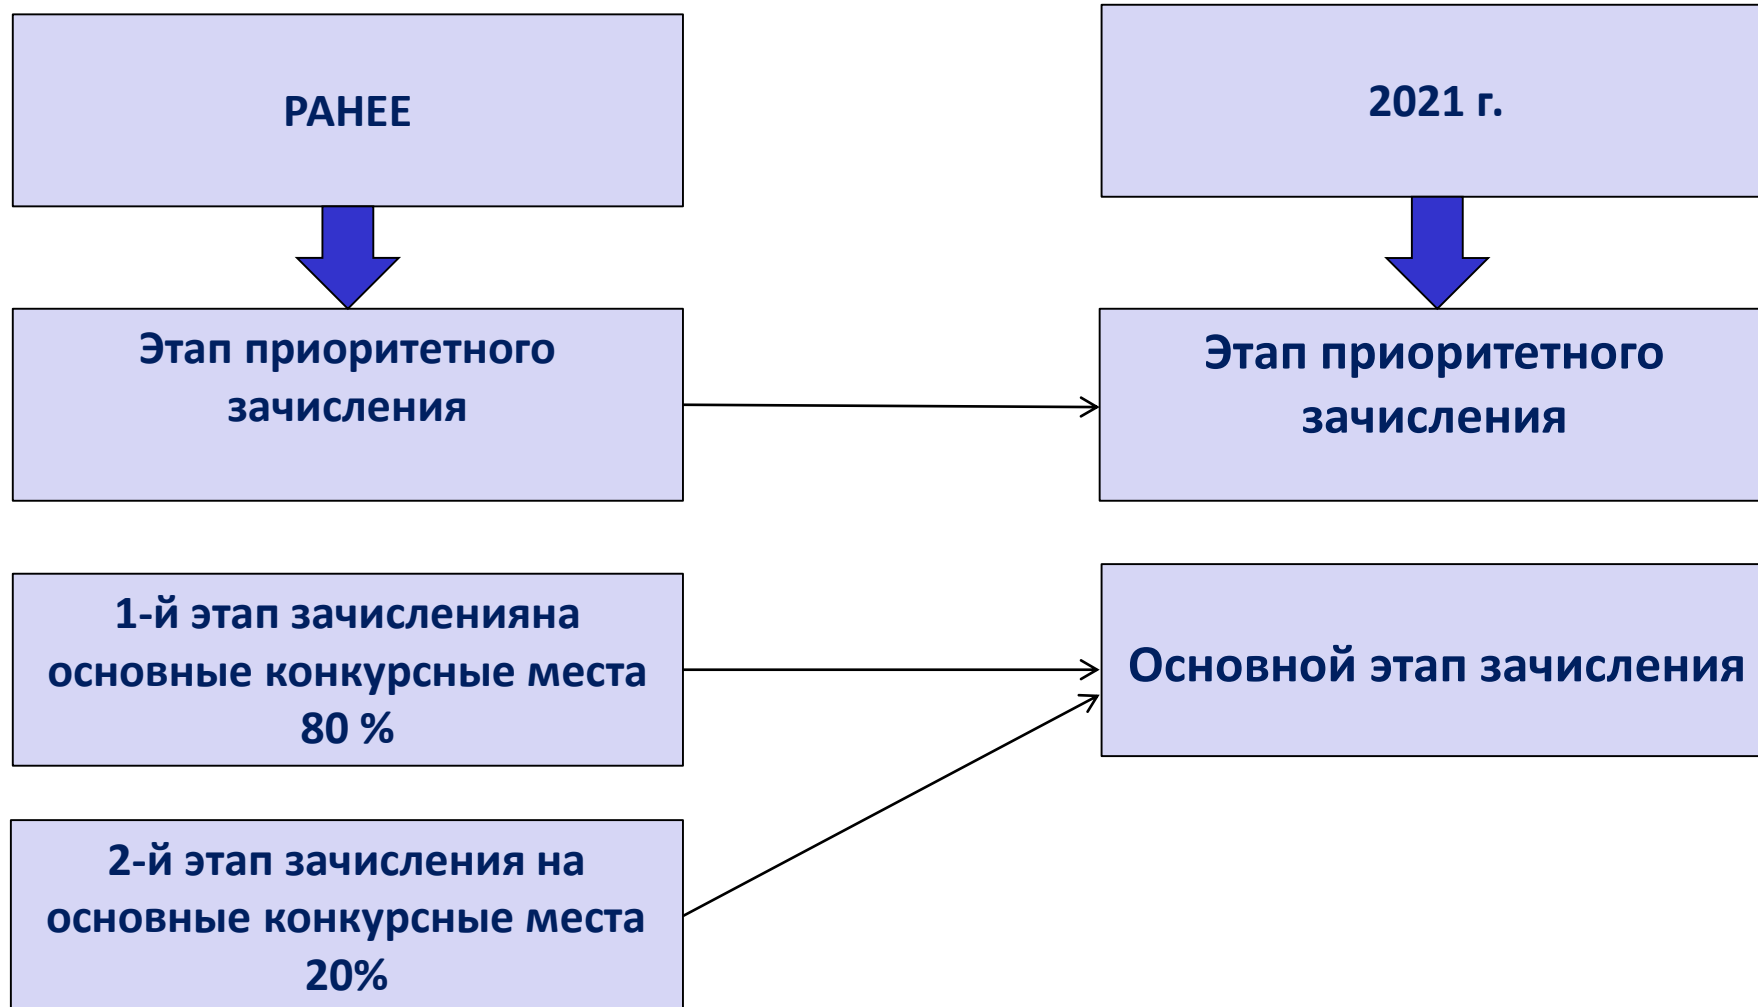 РАНЕЕ
2021 г.
Этап приоритетного
зачисления
Этап приоритетного
зачисления
1-й этап зачисленияна
основные конкурсные места
80 %
Основной этап зачисления
2-й этап зачисления на
основные конкурсные места
20%